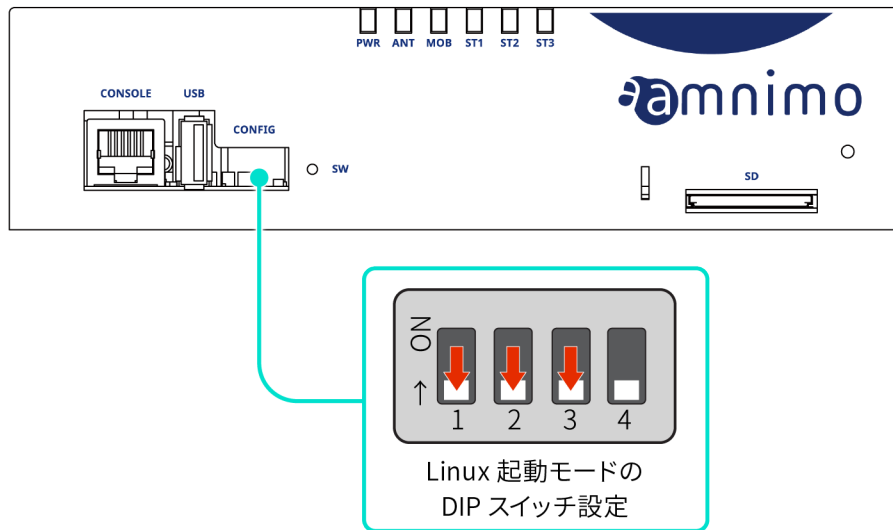 PWR ANT MOB ST1 ST2 ST3
amnimo
CONSOLE USB
CONFIG
SW
SD
ON
↑
1 2 3 4
Linux 起動モードの
DIP スイッチ設定